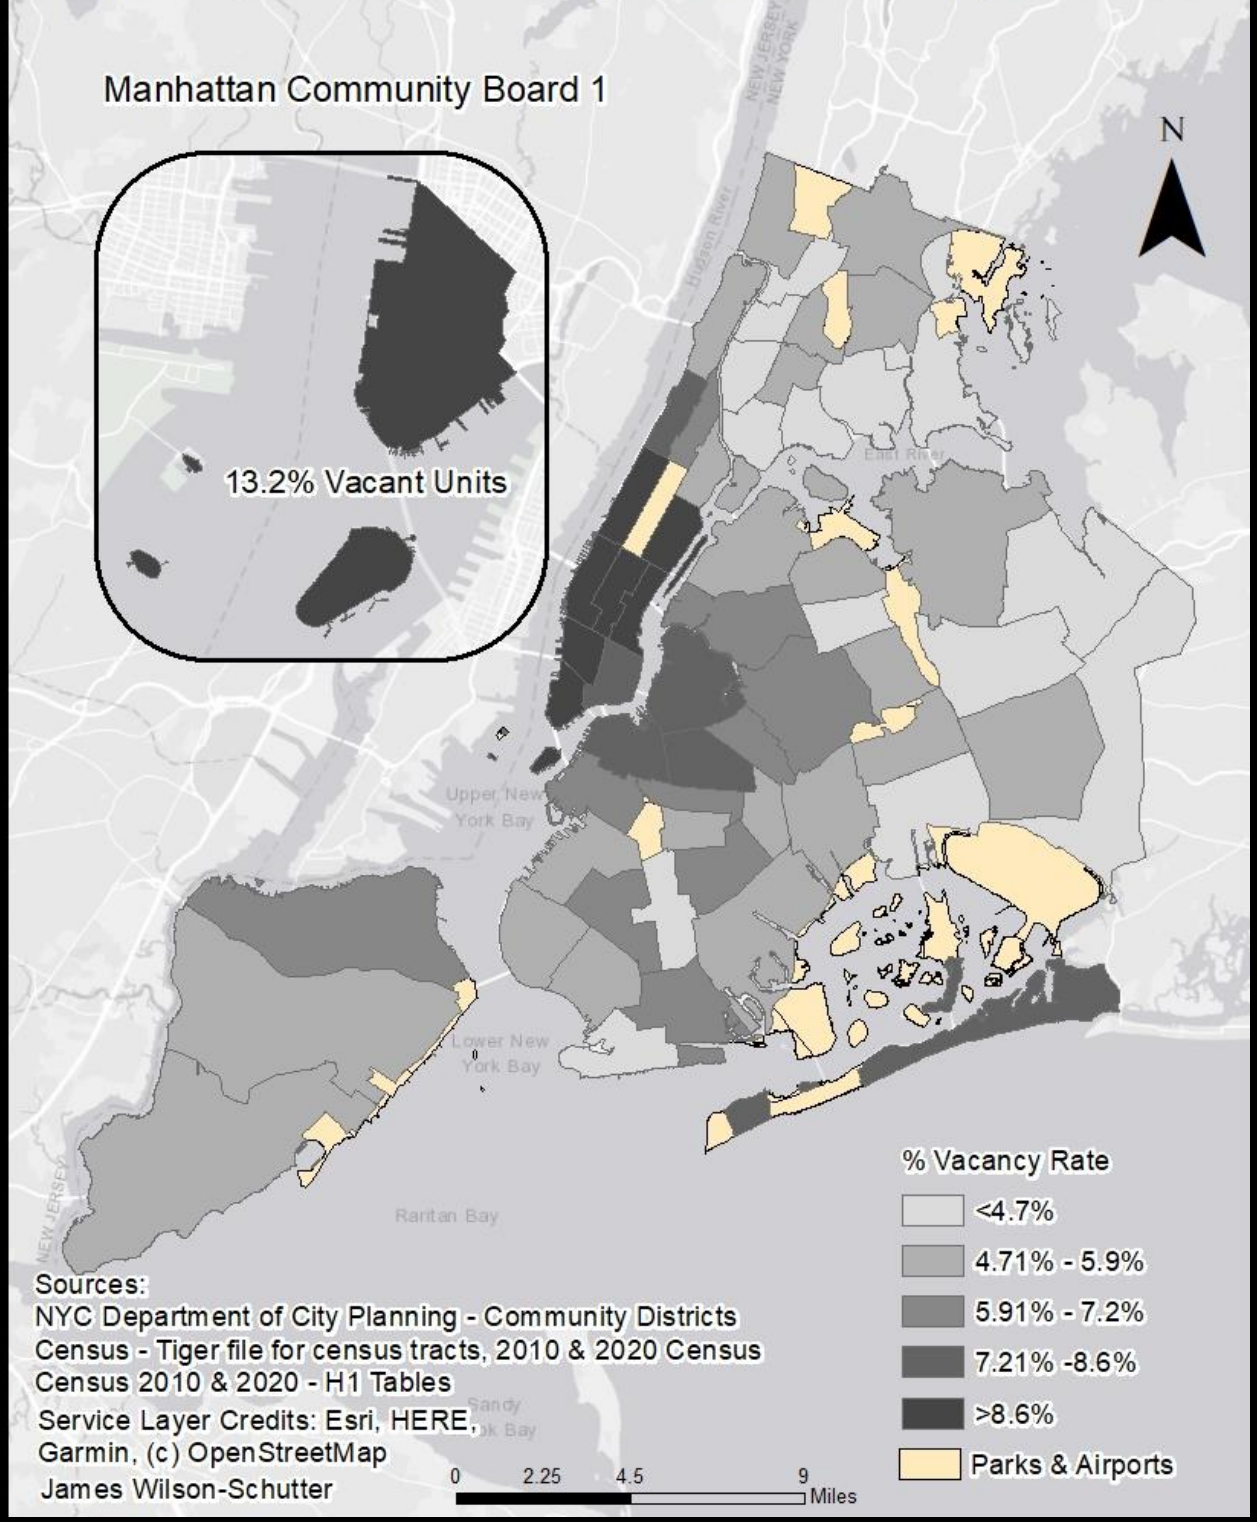 Manhattan Community Board 1
NEW JERSEY
NEW YORK
N
Hudson River
13.2% Vacant Units
East River
Upper New
York Bay
Lower New
York Bay
% Vacancy Rate
<4.7%
4.71% - 5.9%
5.91% - 7.2%
7.21% -8.6%
>8.6%
Parks & Airports
NEW JERSEY
Raritan Bay
Sources:
NYC Department of City Planning - Community Districts
Census - Tiger file for census tracts, 2010 & 2020 Census
Census 2010 & 2020 - H1 Tables
Sandy
Bay
Service Layer Credits: Esri, HERE,
Garmin, (c) OpenStreetMap
James Wilson-Schutter
0 2.25 4.5 9
Miles